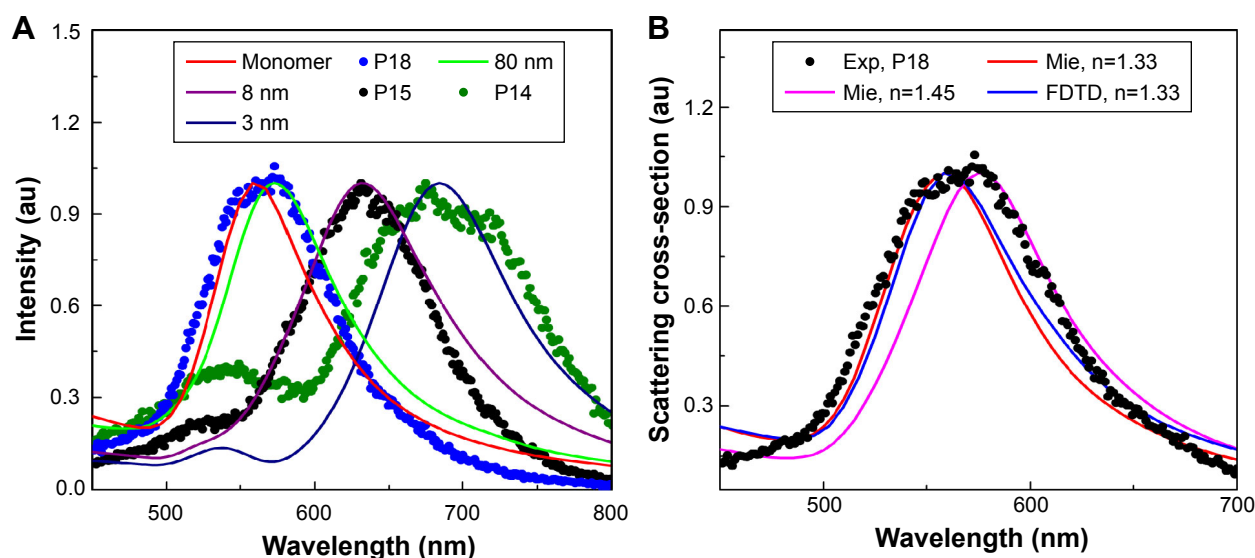 A
Intensity (au)
1.5
1.2
0.9
0.6
0.3
0.0
Monomer
P18
80 nm
8 nm
P15
P14
3 nm
500
600
700
800
Wavelength (nm)
B
Scattering cross-section (au)
1.2
0.9
0.6
0.3
Exp, P18
Mie, n=1.33
Mie, n=1.45
FDTD, n=1.33
500
600
700
Wavelength (nm)